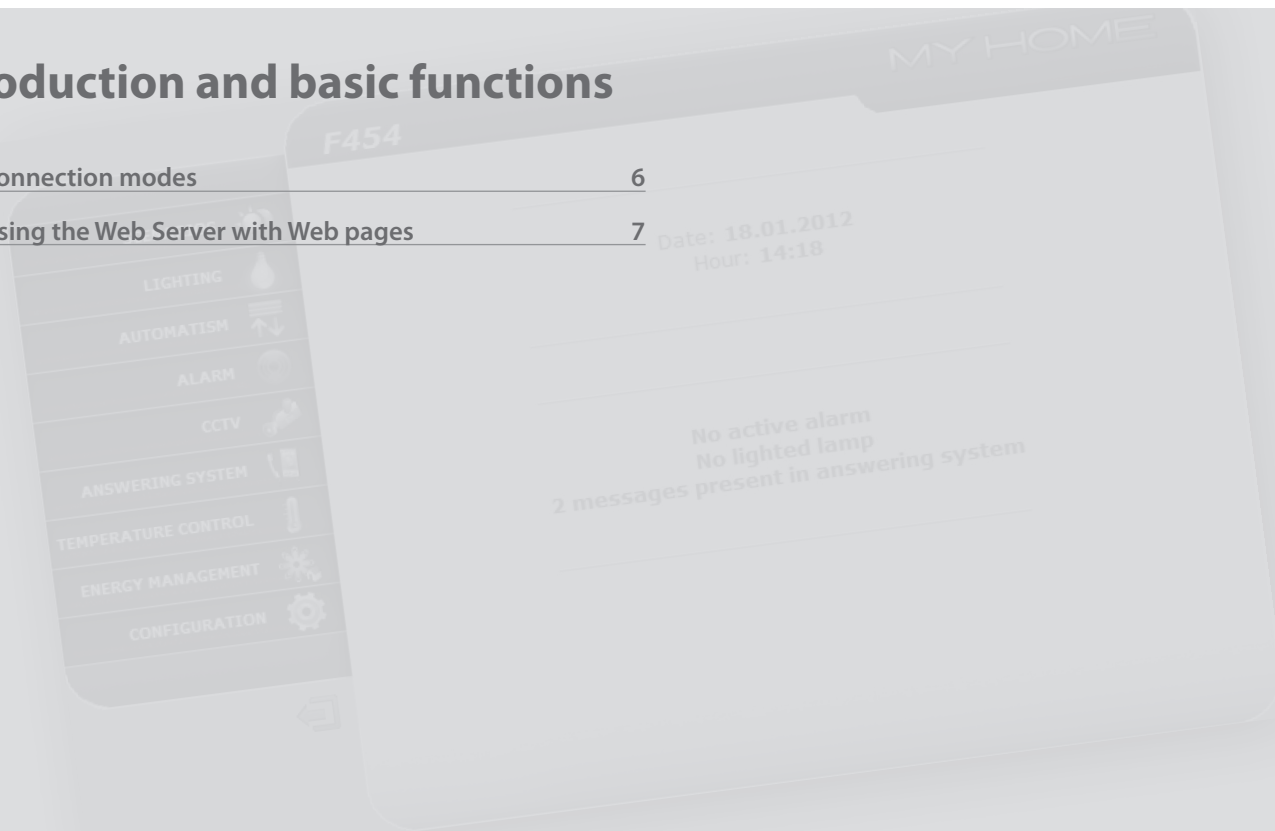 oduction and basic functions
onnection modes 6
sing the Web Server with Web pages 7
MY HOME
F454
Date: 18.01.2012
Hour: 14:18
LIGHTING
AUTOMATISM
ALARM
CCTV
ANSWERING SYSTEM
TEMPERATURE CONTROL
ENERGY MANAGEMENT
CONFIGURATION
No active alarm
No lighted lamp
2 messages present in answering system